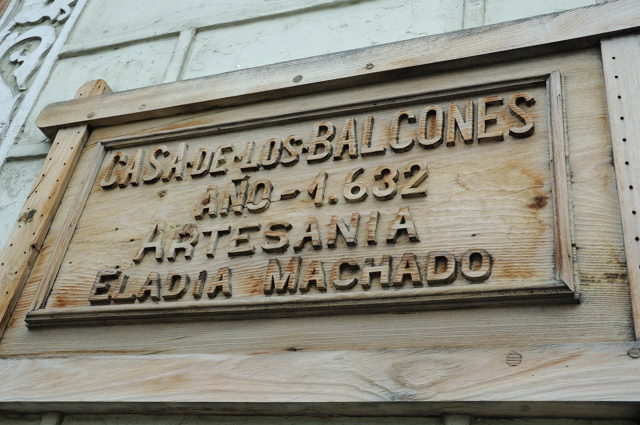 CASA·DE·LOS·BALCONES
AÑO-1.632
ARTESANIA
ELADIA MACHADO